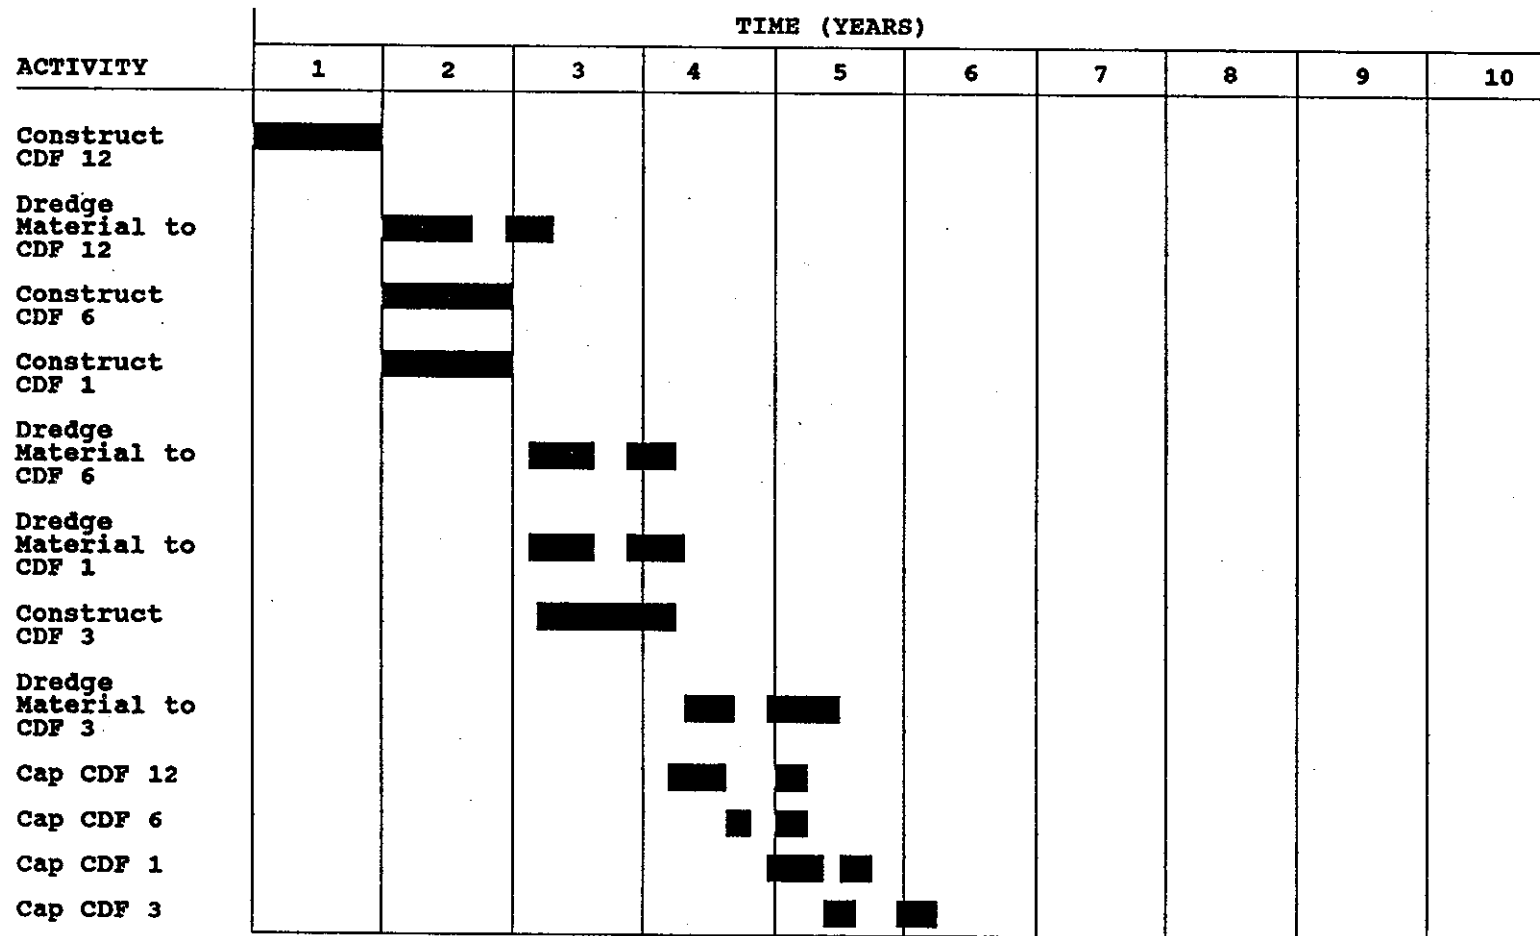 TIME (YEARS)
ACTIVITY 1 2 3 4 5 6 7 8 9 10
Construct
CDF 12
Dredge
Material to
CDF 12
Construct
CDF 6
Construct
CDF 1
Dredge
Material to
CDF 6
Dredge
Material to
CDF 1
Construct
CDF 3
Dredge
Material to
CDF 3
Cap CDF 12
Cap CDF 6
Cap CDF 1
Cap CDF 3